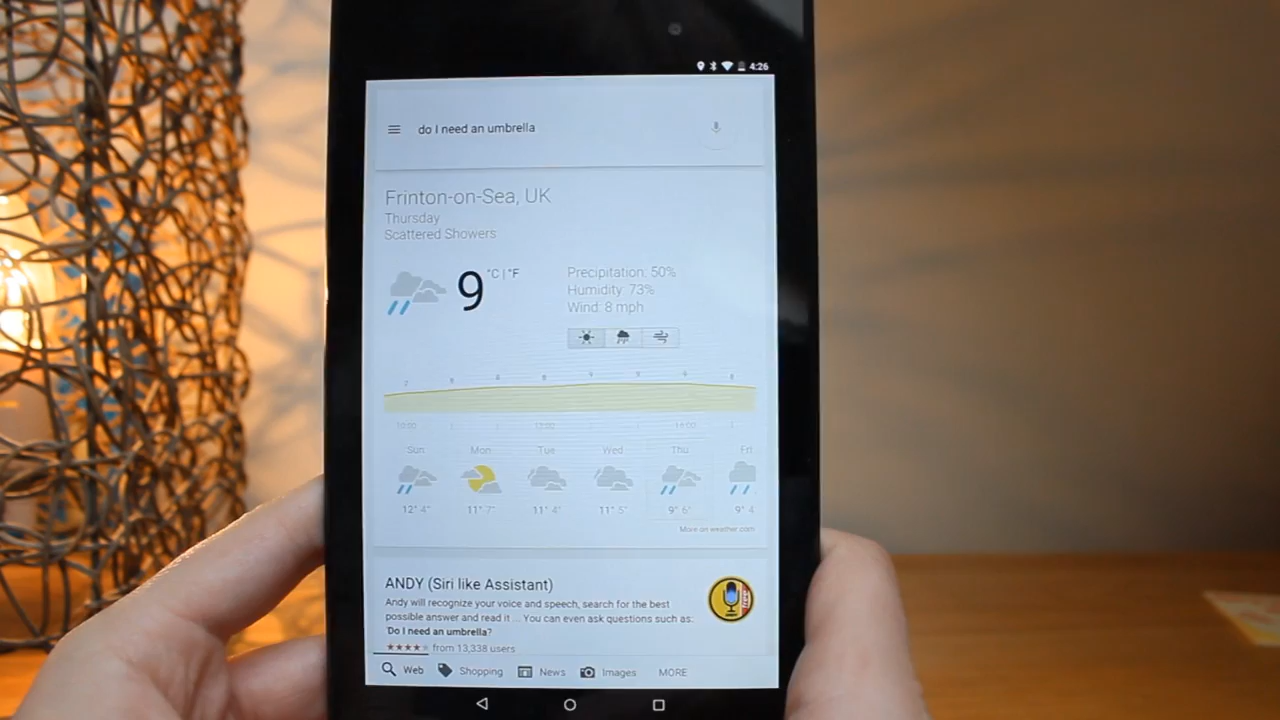 4:26
do I need an umbrella
Frinton-on-Sea, UK
Thursday
Scattered Showers
9 °C | °F
Precipitation: 50%
Humidity: 73%
Wind: 8 mph
10:00 13:00 16:00
Sun Mon Tue Wed Thu Fri
12° 4° 11° 7° 11° 4° 11° 5° 9° 6° 9° 4
More on weather.com
ANDY (Siri like Assistant)
Andy will recognize your voice and speech, search for the best
possible answer and read it ... You can even ask questions such as:
'Do I need an umbrella?
from 13,338 users
free
Web Shopping News Images MORE